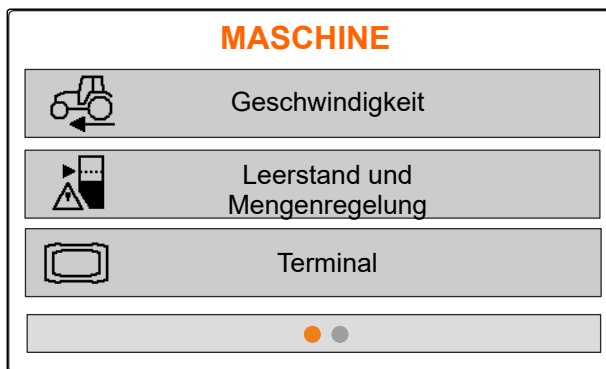 MASCHINE
Geschwindigkeit
Leerstand und
Mengenregelung
Terminal